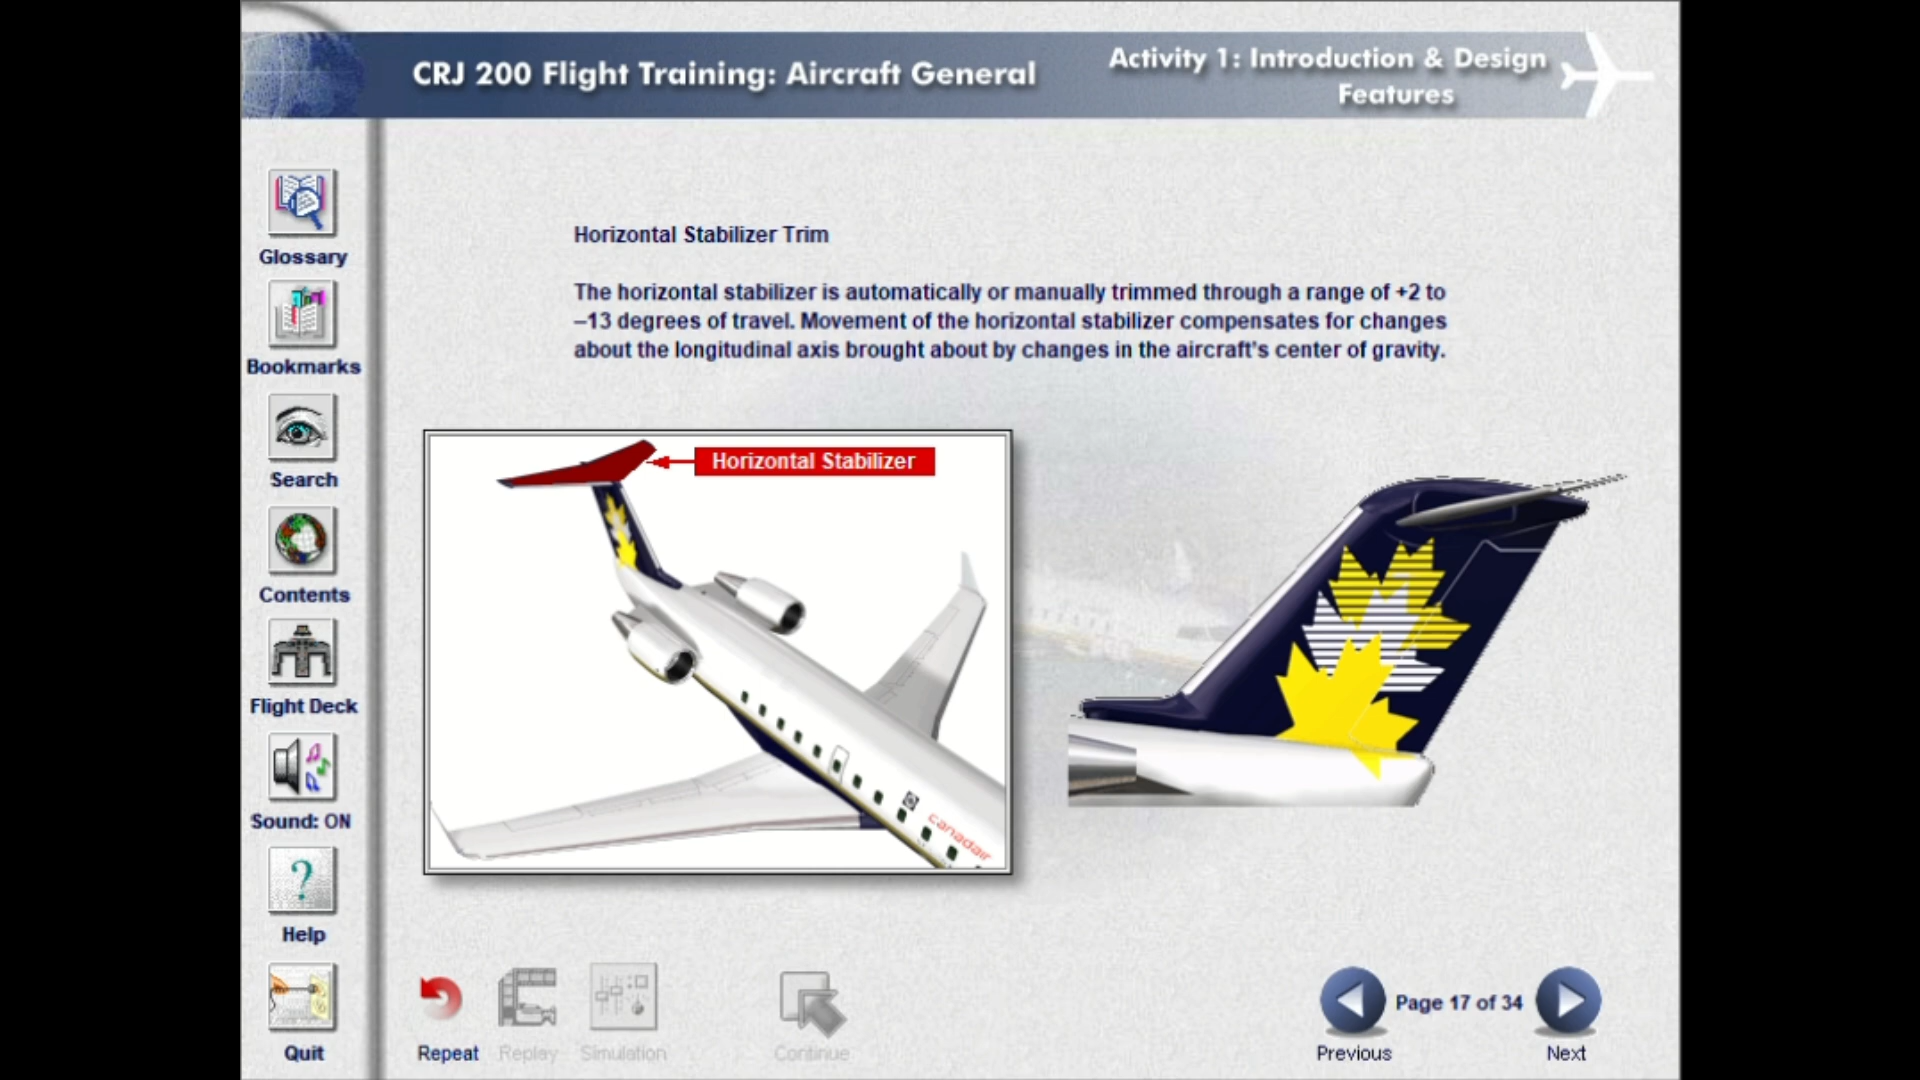 CRJ 200 Flight Training: Aircraft General
Activity 1: Introduction & Design
Features
Glossary
Bookmarks
Search
Contents
Flight Deck
Sound: ON
Help
Quit
Horizontal Stabilizer Trim
The horizontal stabilizer is automatically or manually trimmed through a range of +2 to
–13 degrees of travel. Movement of the horizontal stabilizer compensates for changes
about the longitudinal axis brought about by changes in the aircraft's center of gravity.
Horizontal Stabilizer
canadair
Repeat
Replay
Simulation
Continue
Previous
Page 17 of 34
Next